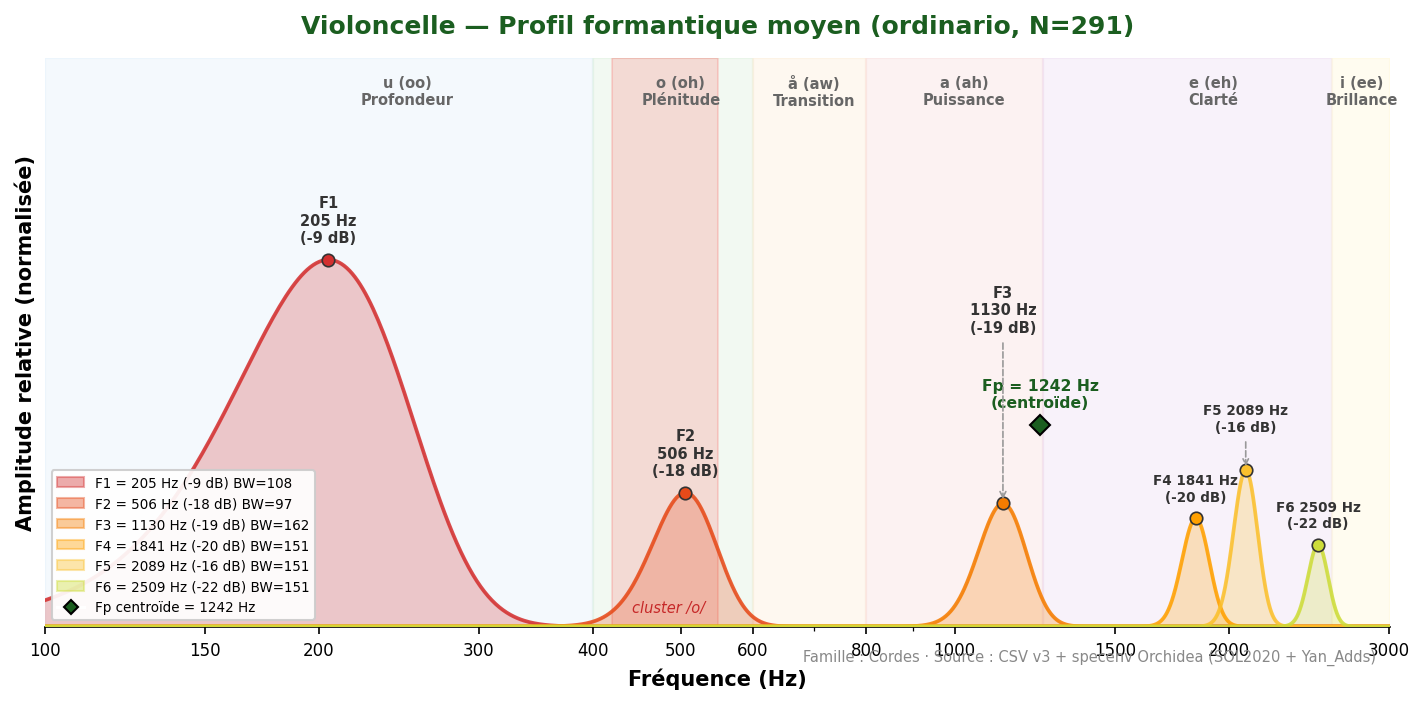 Violoncelle — Profil formantique moyen (ordinario, N=291)
u (oo)
Profondeur
o (oh)
Plénitude
å (aw)
Transition
a (ah)
Puissance
e (eh)
Clarté
i (ee)
Brillance
Amplitude relative (normalisée)
F1
205 Hz
(-9 dB)
F2
506 Hz
(-18 dB)
F3
1130 Hz
(-19 dB)
Fp = 1242 Hz
(centroïde)
F4 1841 Hz
(-20 dB)
F5 2089 Hz
(-16 dB)
F6 2509 Hz
(-22 dB)
F1 = 205 Hz (-9 dB) BW=108
F2 = 506 Hz (-18 dB) BW=97
F3 = 1130 Hz (-19 dB) BW=162
F4 = 1841 Hz (-20 dB) BW=151
F5 = 2089 Hz (-16 dB) BW=151
F6 = 2509 Hz (-22 dB) BW=151
Fp centroïde = 1242 Hz
cluster /o/
100 150 200 300 400 500 600 800 1000 1500 2000 3000
Famille : Cordes · Source : CSV v3 + specenv Orchidea (SOL2020 + Yan_Adds)
Fréquence (Hz)